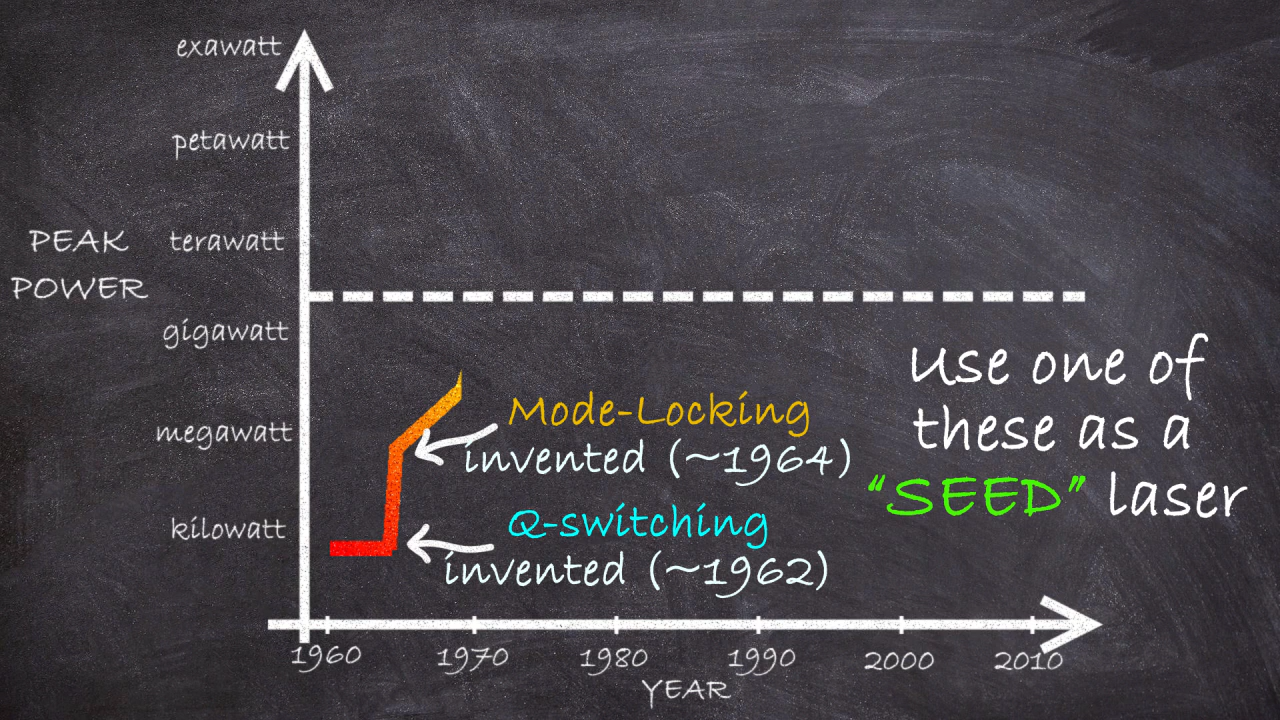 exawatt
petawatt
PEAK
POWER
terawatt
gigawatt
megawatt
kilowatt
Mode-Locking
invented (~1964)
Q-switching
invented (~1962)
Use one of
these as a
“SEED” laser
1960 1970 1980 1990 2000 2010
YEAR